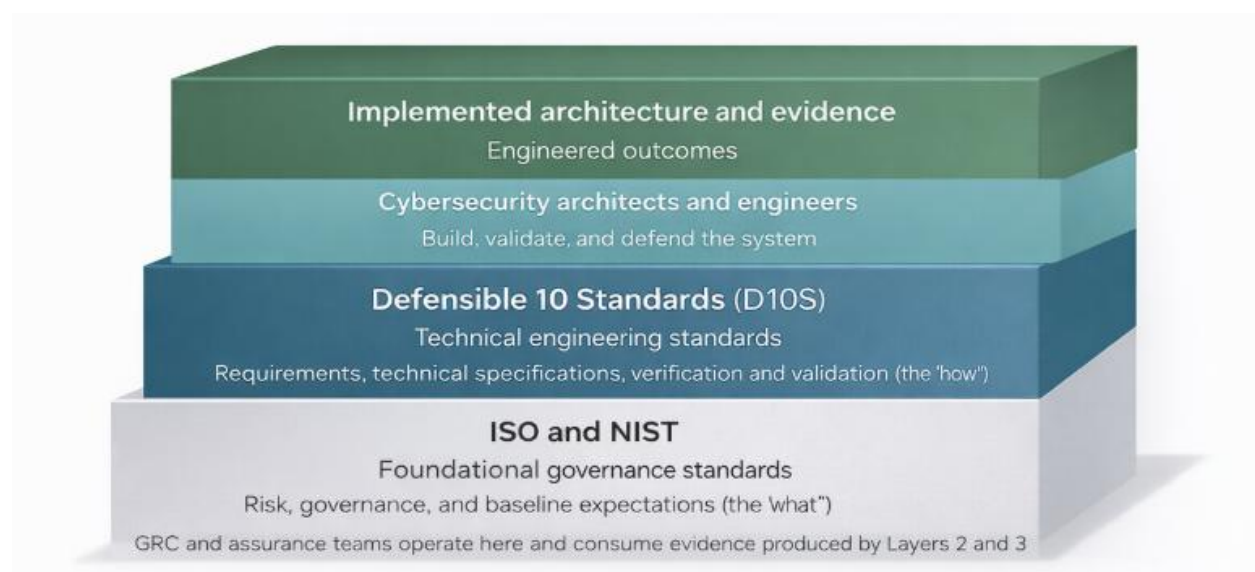 Implemented architecture and evidence
Engineered outcomes
Cybersecurity architects and engineers
Build, validate, and defend the system
Defensible 10 Standards (D10S)
Technical engineering standards
Requirements, technical specifications, verification and validation (the 'how")
ISO and NIST
Foundational governance standards
Risk, governance, and baseline expectations (the 'what")
GRC and assurance teams operate here and consume evidence produced by Layers 2 and 3